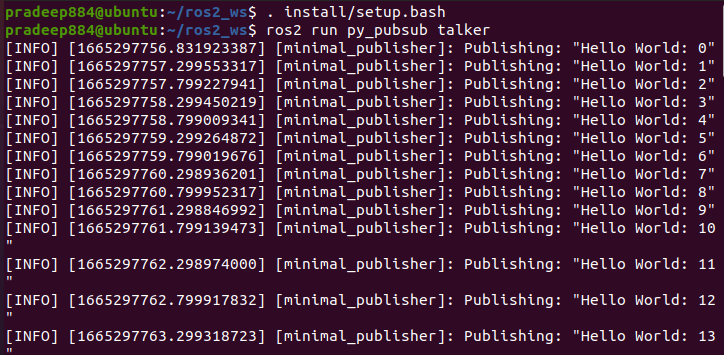 pradeep884@ubuntu:~/ros2_ws$ . install/setup.bash
pradeep884@ubuntu:~/ros2_ws$ ros2 run py_pubsub talker
[INFO] [1665297756.831923387] [minimal_publisher]: Publishing: "Hello World: 0"
[INFO] [1665297757.299553317] [minimal_publisher]: Publishing: "Hello World: 1"
[INFO] [1665297757.799227941] [minimal_publisher]: Publishing: "Hello World: 2"
[INFO] [1665297758.299450219] [minimal_publisher]: Publishing: "Hello World: 3"
[INFO] [1665297758.799009341] [minimal_publisher]: Publishing: "Hello World: 4"
[INFO] [1665297759.299264872] [minimal_publisher]: Publishing: "Hello World: 5"
[INFO] [1665297759.799019676] [minimal_publisher]: Publishing: "Hello World: 6"
[INFO] [1665297760.298936201] [minimal_publisher]: Publishing: "Hello World: 7"
[INFO] [1665297760.799952317] [minimal_publisher]: Publishing: "Hello World: 8"
[INFO] [1665297761.298846992] [minimal_publisher]: Publishing: "Hello World: 9"
[INFO] [1665297761.799139473] [minimal_publisher]: Publishing: "Hello World: 10
"
[INFO] [1665297762.298974000] [minimal_publisher]: Publishing: "Hello World: 11
"
[INFO] [1665297762.799917832] [minimal_publisher]: Publishing: "Hello World: 12
"
[INFO] [1665297763.299318723] [minimal_publisher]: Publishing: "Hello World: 13
"